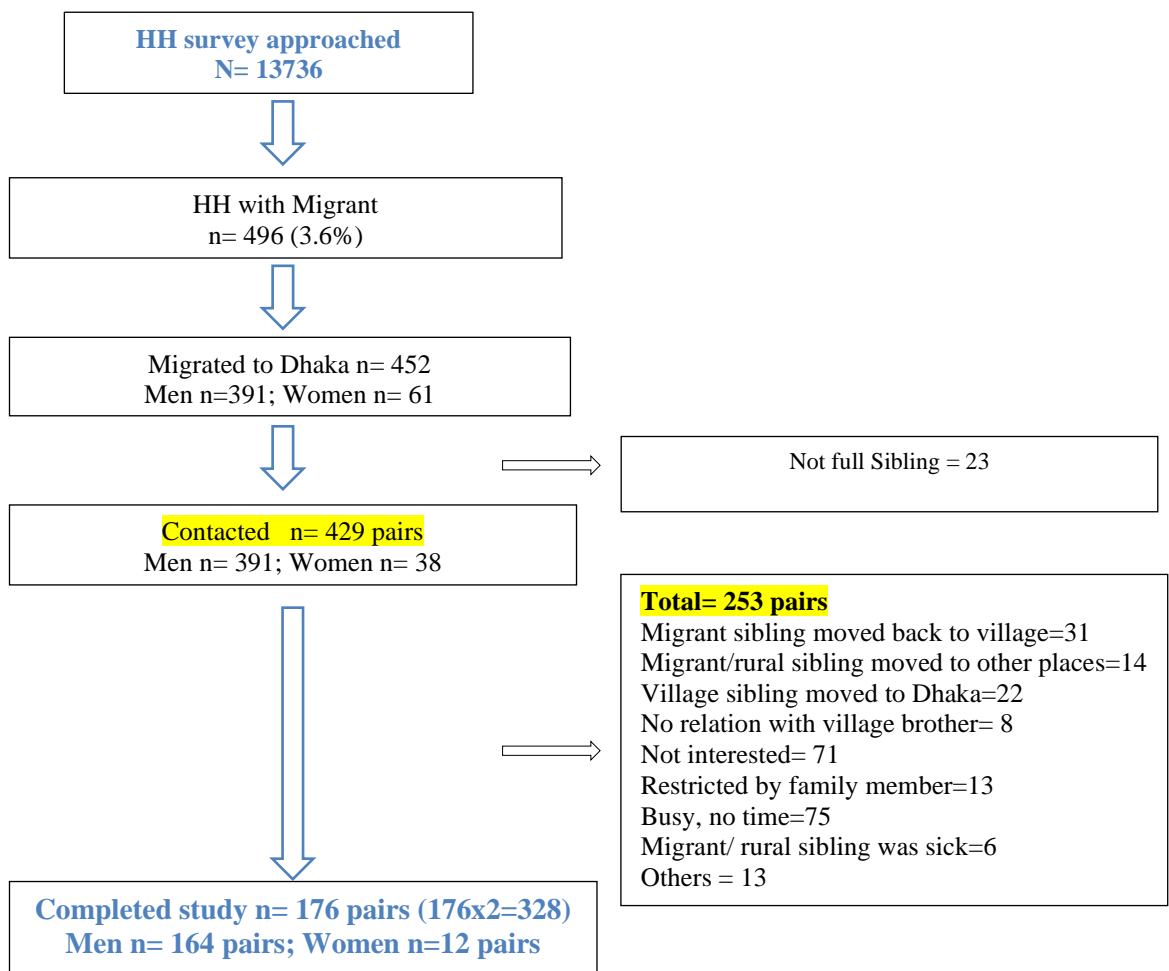 HH survey approached
N= 13736
HH with Migrant
n= 496 (3.6%)
Migrated to Dhaka n= 452
Men n=391; Women n= 61
Not full Sibling = 23
Contacted   n= 429 pairs
Men n= 391; Women n= 38
Total= 253 pairs
Migrant sibling moved back to village=31
Migrant/rural sibling moved to other places=14
Village sibling moved to Dhaka=22
No relation with village brother= 8
Not interested= 71
Restricted by family member=13
Busy, no time=75
Migrant/ rural sibling was sick=6
Others = 13
Completed study n= 176 pairs (176x2=328)
Men n= 164 pairs; Women n=12 pairs